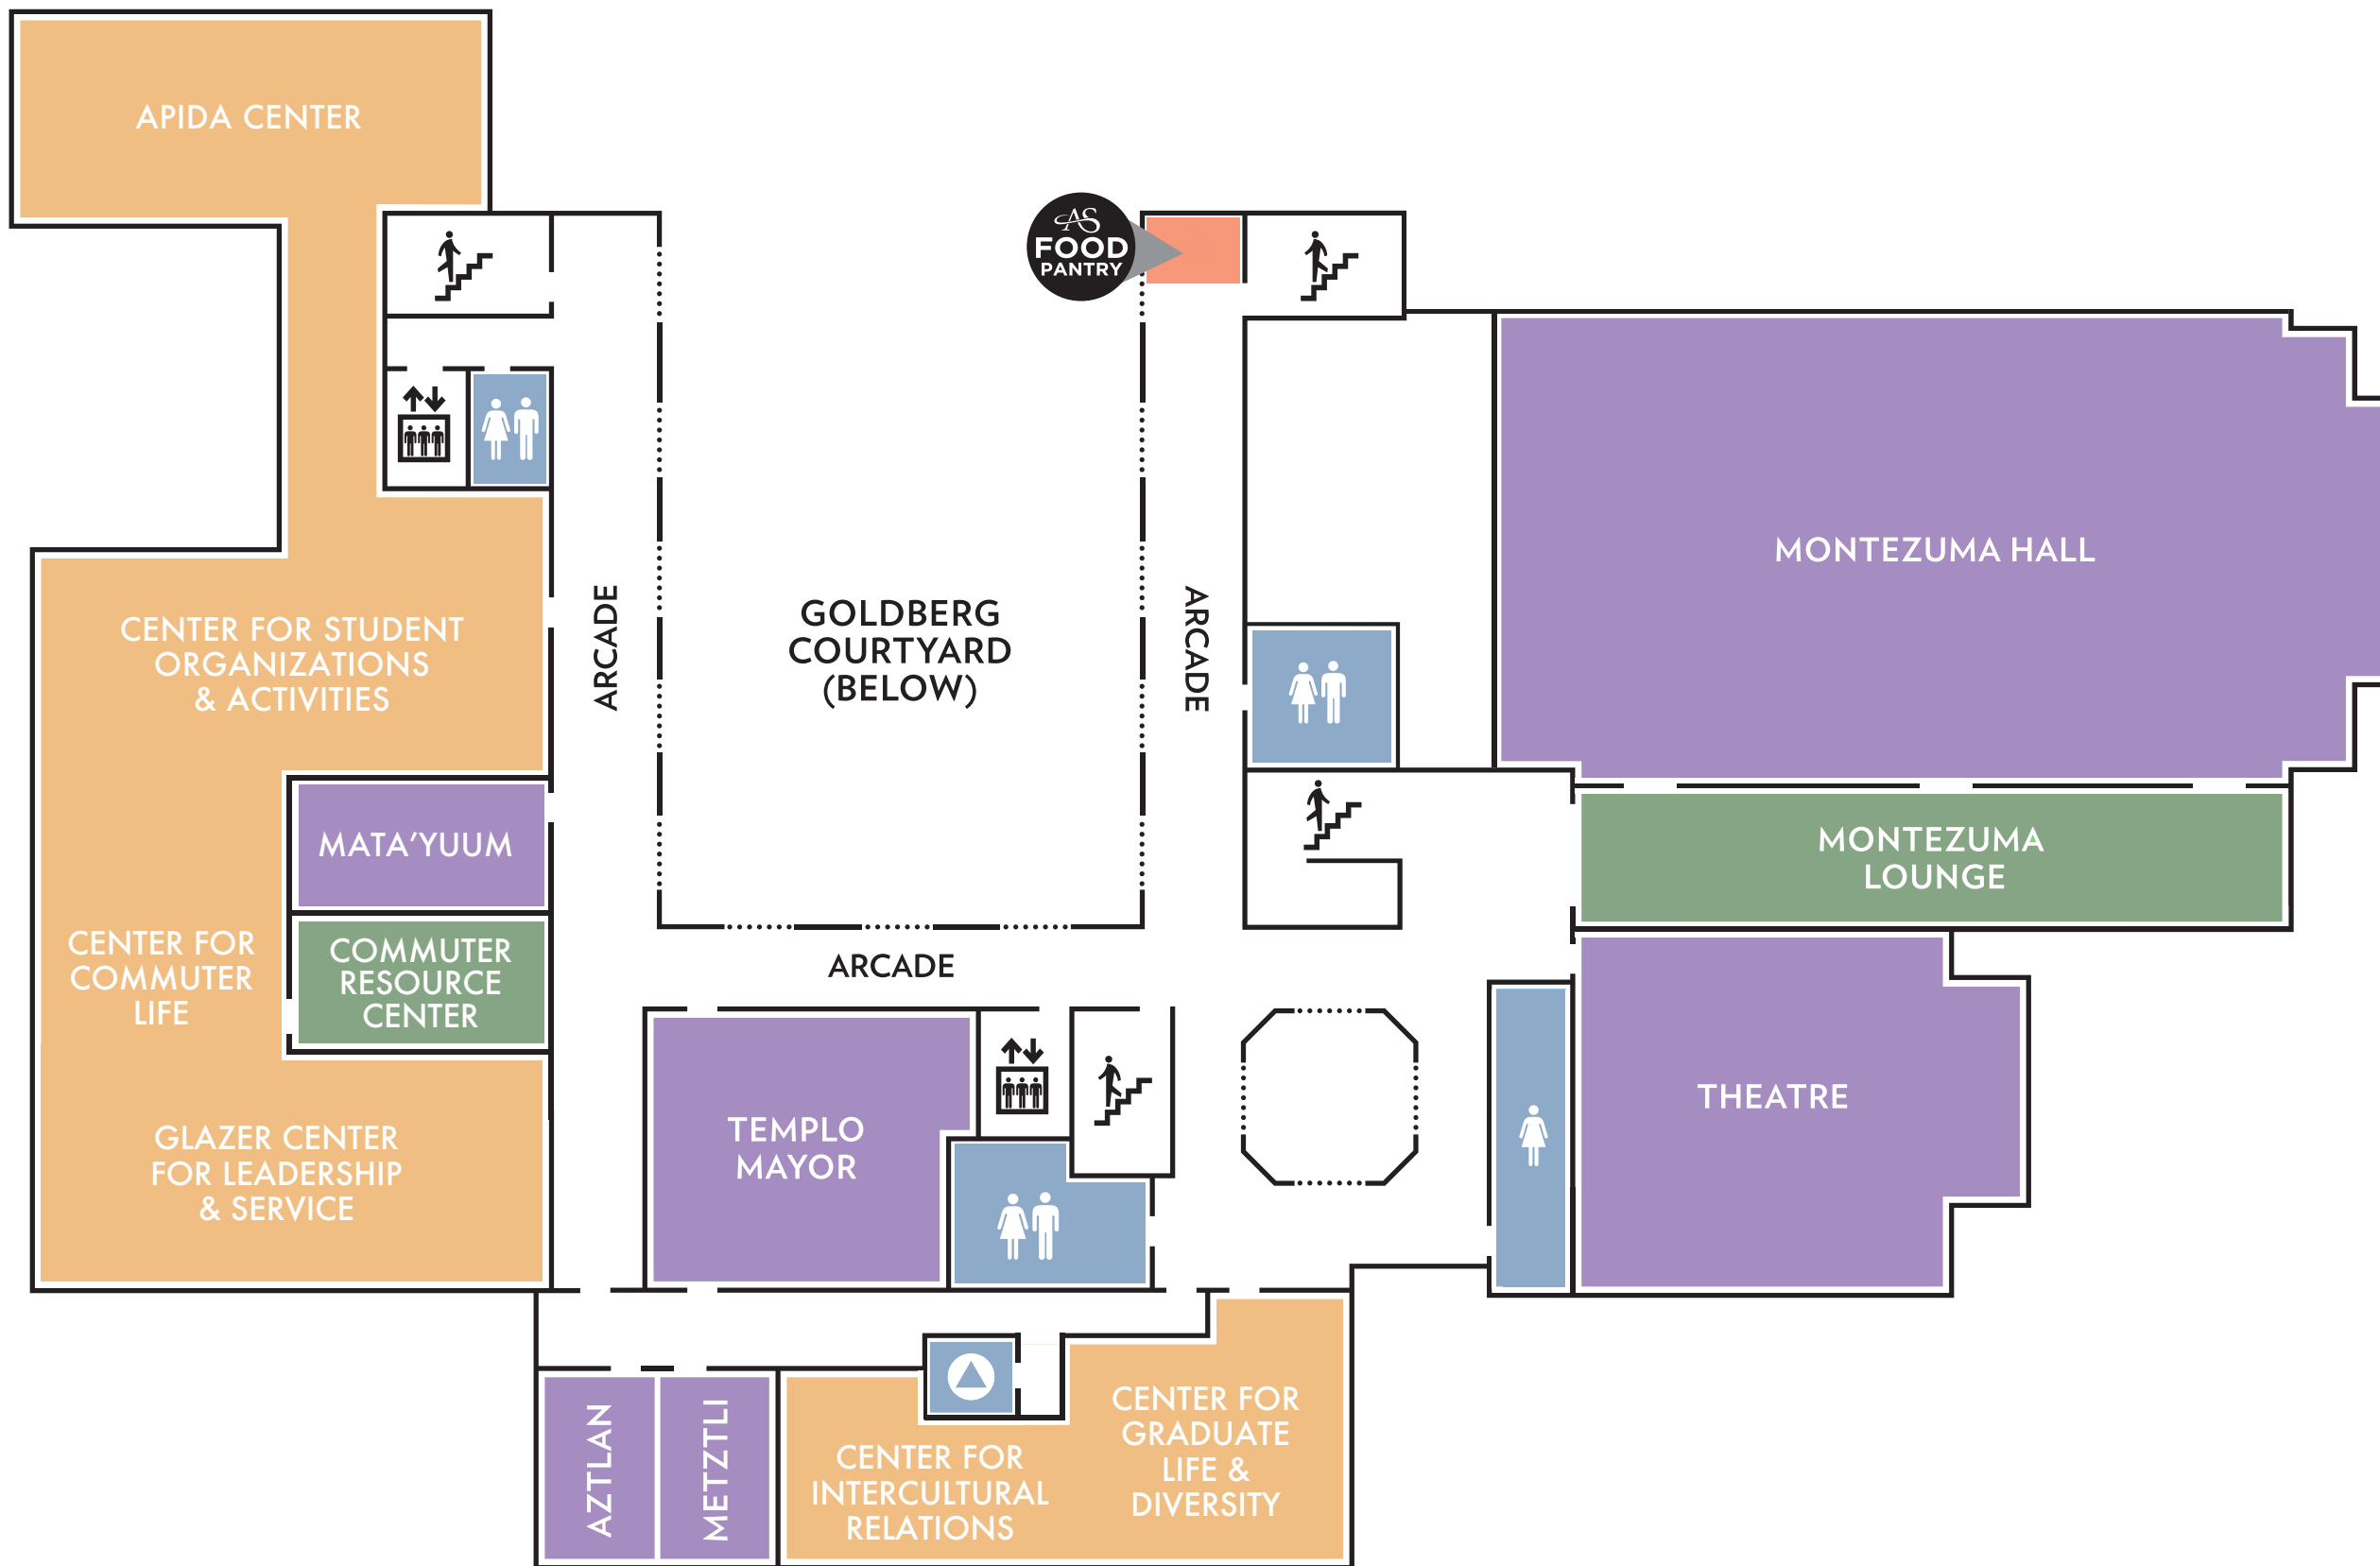 APIDA CENTER
AS
FOOD
PANTRY
MONTEZUMA HALL
CENTER FOR STUDENT
ORGANIZATIONS
& ACTIVITIES
ARCADE
GOLDBERG
COURTYARD
(BELOW)
ARCADE
MATA'YUUM
MONTEZUMA
LOUNGE
CENTER FOR
COMMUTER
LIFE
COMMUTER
RESOURCE
CENTER
ARCADE
THEATRE
GLAZER CENTER
FOR LEADERSHIP
& SERVICE
TEMPLO
MAYOR
AZTLAN
METZTLI
CENTER FOR
INTERCULTURAL
RELATIONS
CENTER FOR
GRADUATE
LIFE &
DIVERSITY